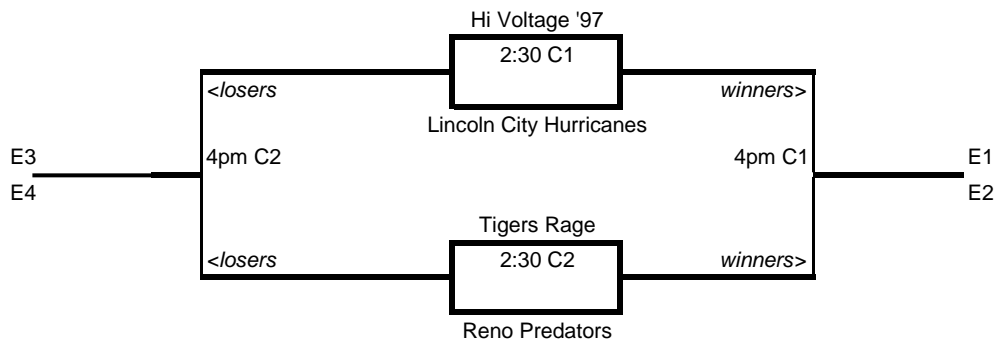 Hi Voltage '97
2:30 C1
<losers
winners>
Lincoln City Hurricanes
E3
4pm C2
4pm C1
E1
E4
E2
Tigers Rage
<losers
2:30 C2
winners>
Reno Predators